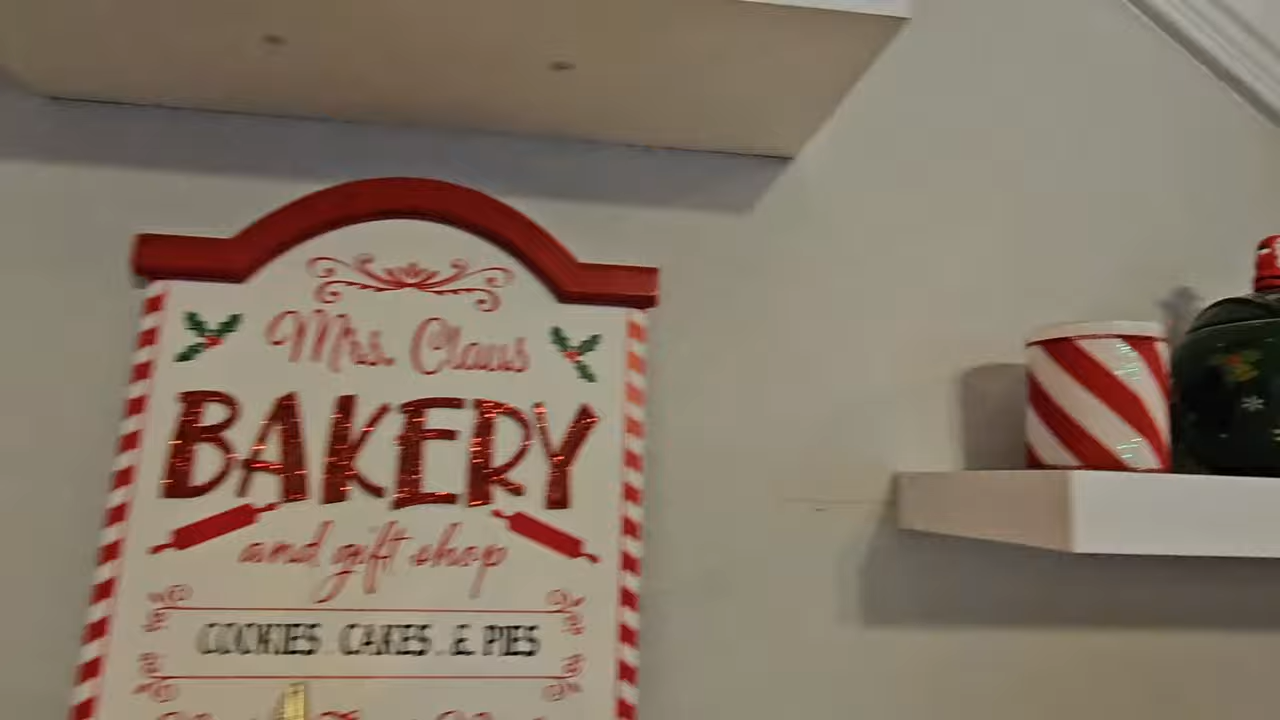 Mrs. Claus
BAKERY
and gift shop
COOKIES . CAKES . & PIES